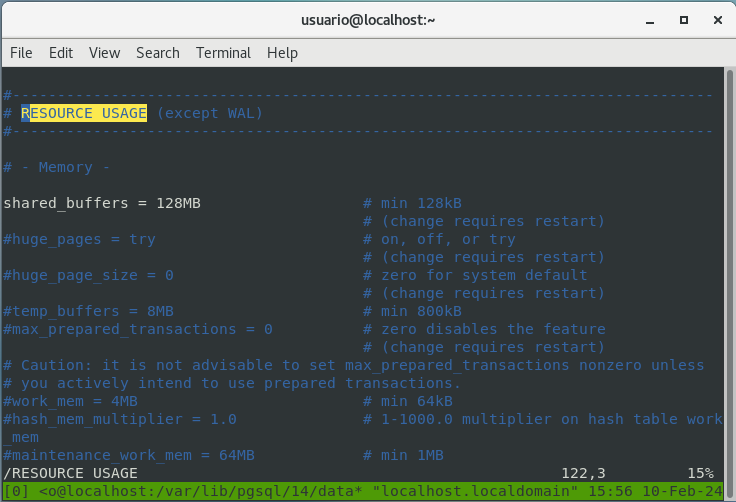 usuario@localhost:~
File Edit View Search Terminal Help
#------------------------------------------------------------------------------
# RESOURCE USAGE (except WAL)
#------------------------------------------------------------------------------
# - Memory -
shared_buffers = 128MB # min 128kB
# (change requires restart)
#huge_pages = try # on, off, or try
# (change requires restart)
#huge_page_size = 0 # zero for system default
# (change requires restart)
#temp_buffers = 8MB # min 800kB
#max_prepared_transactions = 0 # zero disables the feature
# (change requires restart)
# Caution: it is not advisable to set max_prepared_transactions nonzero unless
# you actively intend to use prepared transactions.
#work_mem = 4MB # min 64kB
#hash_mem_multiplier = 1.0 # 1-1000.0 multiplier on hash table work
_mem
#maintenance_work_mem = 64MB # min 1MB
/RESOURCE USAGE 122,3 15%
[0] <o@localhost:/var/lib/pgsql/14/data* "localhost.localdomain" 15:56 10-Feb-24